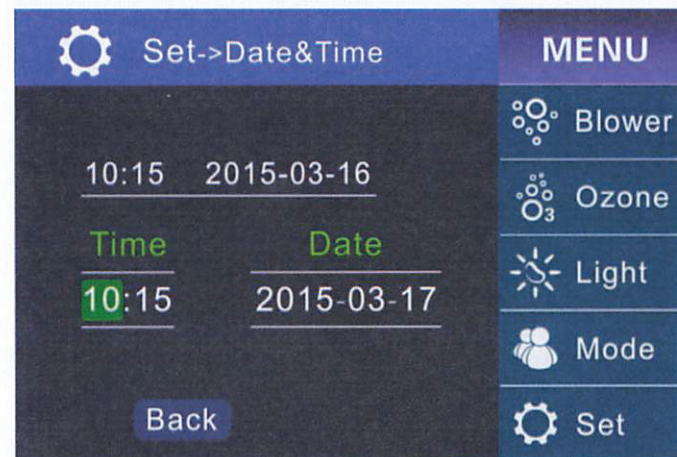 Set->Date&Time
10:15 2015-03-16
Time Date
10:15 2015-03-17
Back
MENU
Blower
O3 Ozone
Light
Mode
Set